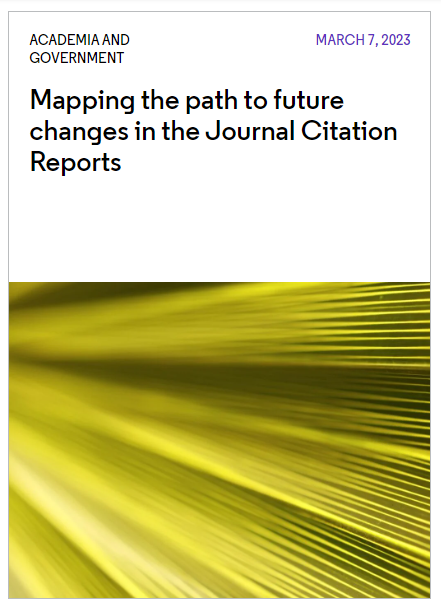 ACADEMIA AND
GOVERNMENT
MARCH 7, 2023
Mapping the path to future
changes in the Journal Citation
Reports